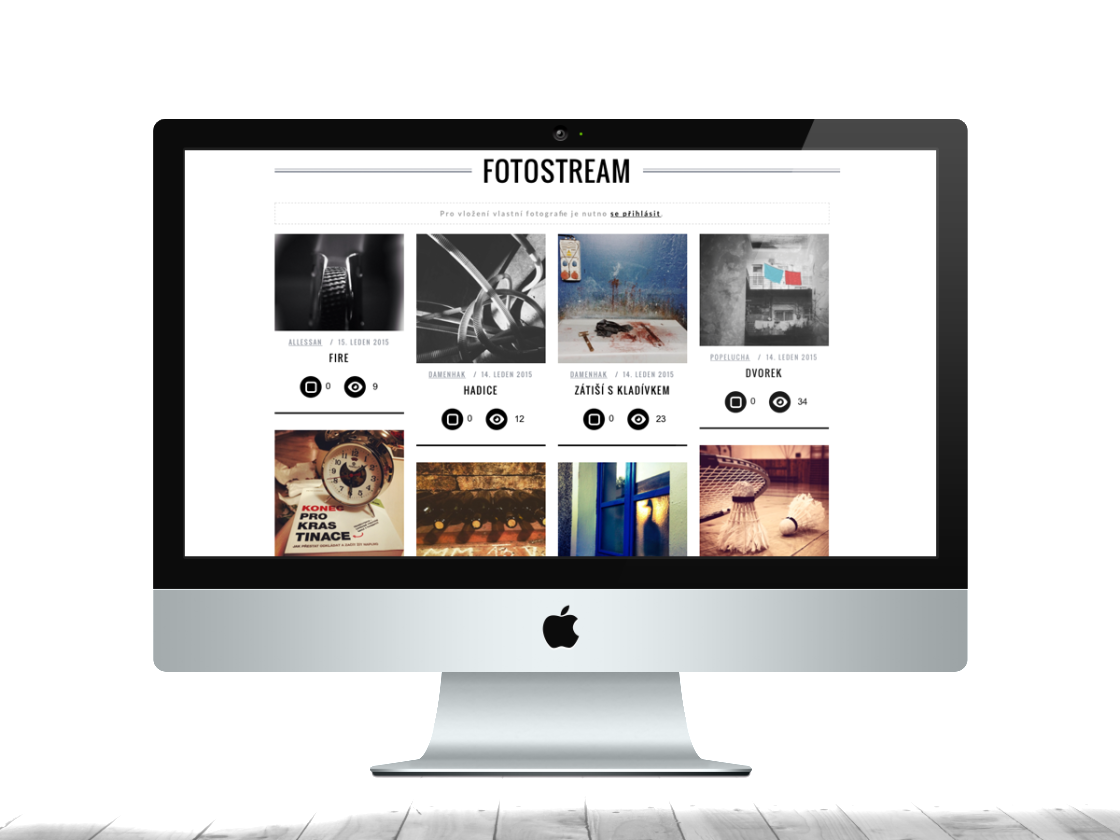 FOTOSTREAM
Pro vložení vlastní fotografie je nutno se přihlásit.
ALLESSAN / 15. LEDEN 2015
FIRE
0 9
DAMENHAK / 14. LEDEN 2015
HADICE
0 12
DAMENHAK / 14. LEDEN 2015
ZÁTIŠÍ S KLADÍVKEM
0 23
POPELUCHA / 14. LEDEN 2015
DVOREK
0 34
KONEC
PRO
KRAS
TINACE